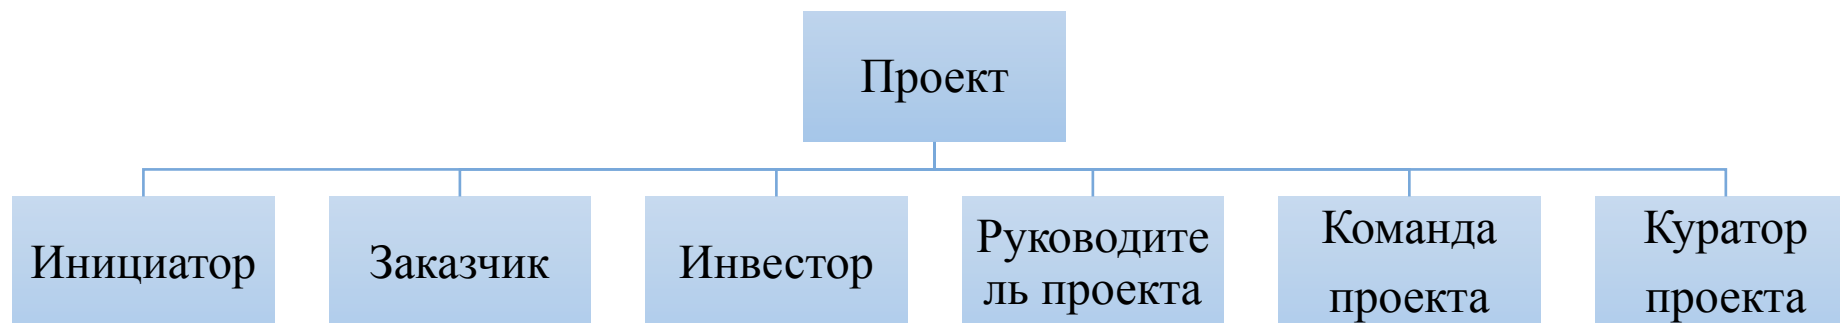 Проект
Инициатор
Заказчик
Инвестор
Руководите
ль проекта
Команда
проекта
Куратор
проекта